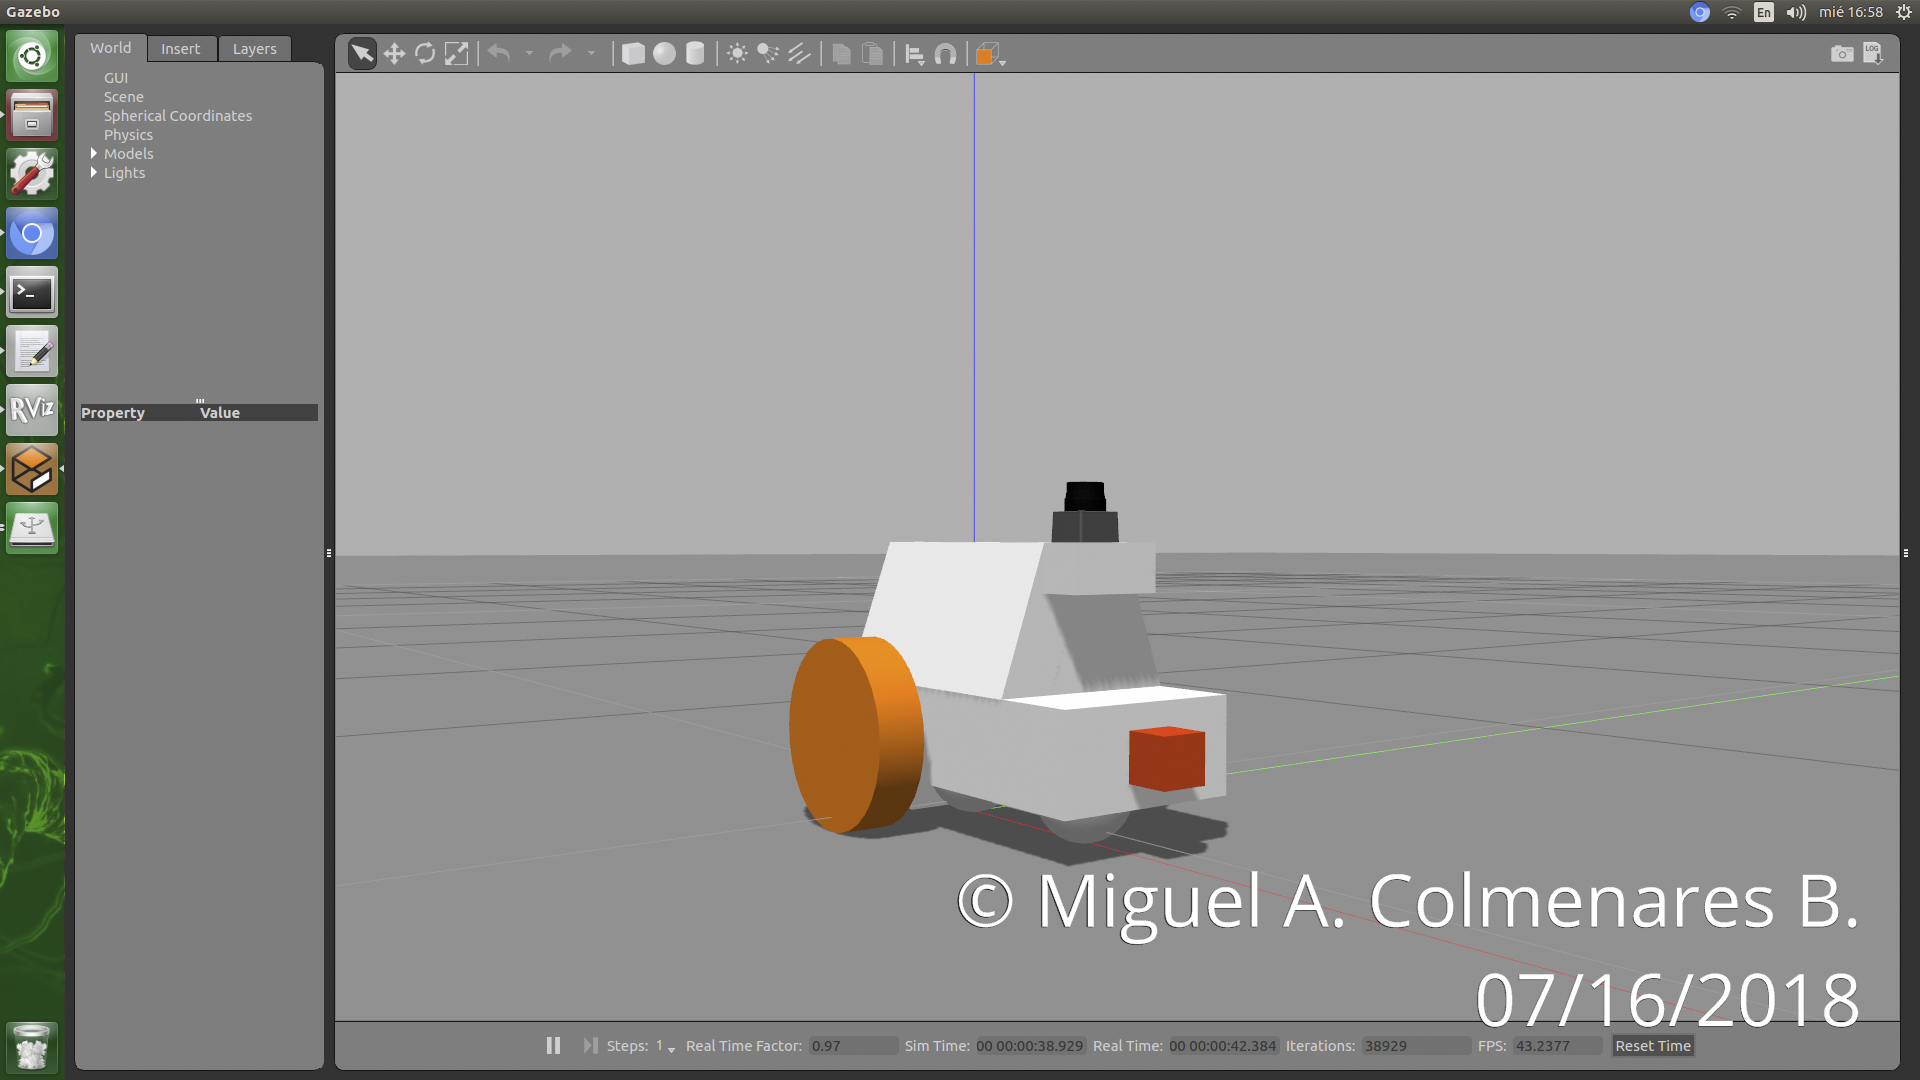 Gazebo
En
mié 16:58
World
Insert
Layers
LOG
GUI
Scene
Spherical Coordinates
Physics
Models
Lights
RViz
Property Value
© Miguel A. Colmenares B.
07/16/2018
Steps: 1 Real Time Factor: 0.97 Sim Time: 00 00:00:38.929 Real Time: 00 00:00:42.384 Iterations: 38929 FPS: 43.2377 Reset Time